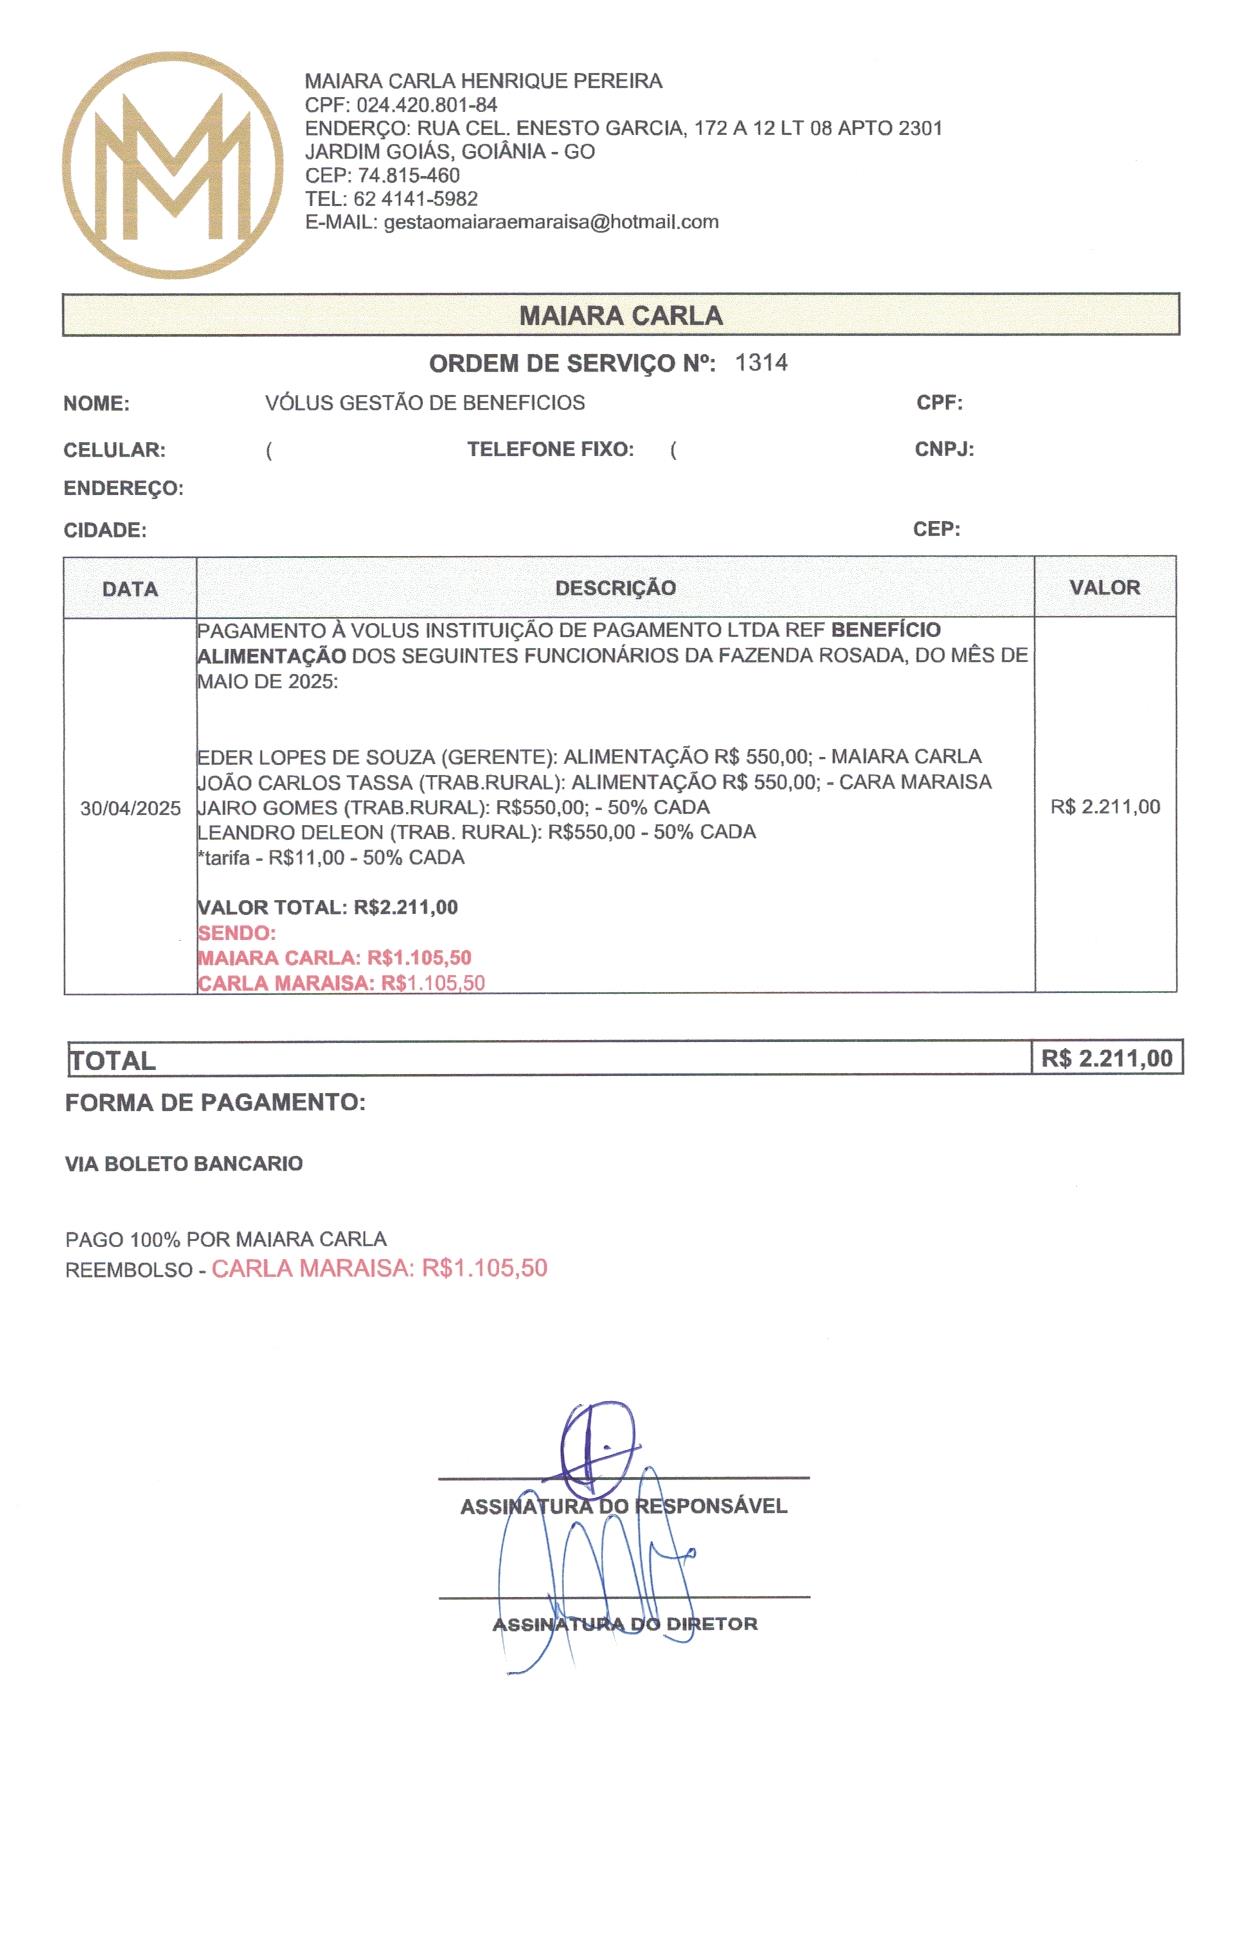 MAIARA CARLA HENRIQUE PEREIRA
CPF: 024.420.801-84
ENDERÇO: RUA CEL. ENESTO GARCIA, 172 A 12 LT 08 APTO 2301
JARDIM GOIÁS, GOIÂNIA - GO
CEP: 74.815-460
TEL: 62 4141-5982
E-MAIL: gestaomaiaraemaraisa@hotmail.com
MAIARA CARLA
ORDEM DE SERVIÇO Nº: 1314
NOME: VÓLUS GESTÃO DE BENEFICIOS CPF:
CELULAR: ( TELEFONE FIXO: ( CNPJ:
ENDEREÇO:
CIDADE: CEP:
DATA DESCRIÇÃO VALOR
PAGAMENTO À VOLUS INSTITUIÇÃO DE PAGAMENTO LTDA REF BENEFÍCIO
ALIMENTAÇÃO DOS SEGUINTES FUNCIONÁRIOS DA FAZENDA ROSADA, DO MÊS DE
MAIO DE 2025:
EDER LOPES DE SOUZA (GERENTE): ALIMENTAÇÃO R$ 550,00; - MAIARA CARLA
JOÃO CARLOS TASSA (TRAB.RURAL): ALIMENTAÇÃO R$ 550,00; - CARA MARAISA
30/04/2025 JAIRO GOMES (TRAB.RURAL): R$550,00; - 50% CADA R$ 2.211,00
LEANDRO DELEON (TRAB. RURAL): R$550,00 - 50% CADA
*tarifa - R$11,00 - 50% CADA
VALOR TOTAL: R$2.211,00
SENDO:
MAIARA CARLA: R$1.105,50
CARLA MARAISA: R$1.105,50
TOTAL R$ 2.211,00
FORMA DE PAGAMENTO:
VIA BOLETO BANCARIO
PAGO 100% POR MAIARA CARLA
REEMBOLSO - CARLA MARAISA: R$1.105,50
ASSINATURA DO RESPONSÁVEL
ASSINATURA DO DIRETOR